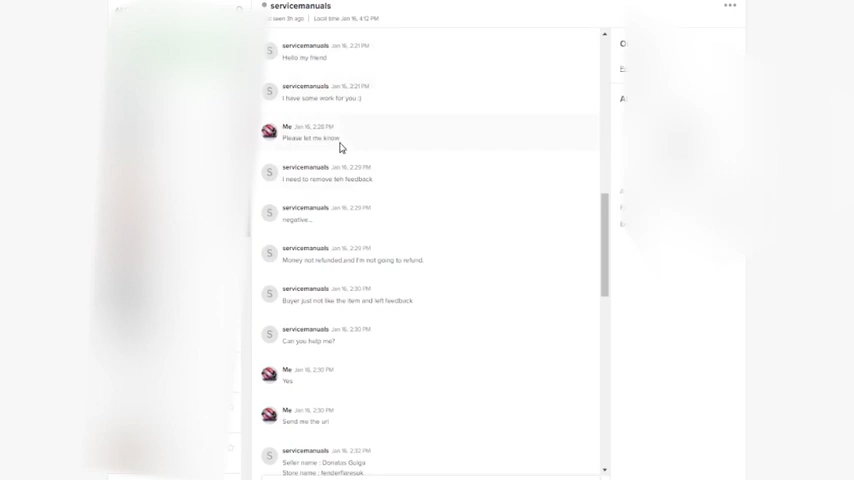 servicemanuals
seen 3h ago | Local time Jan 16, 4:12 PM
servicemanuals Jan 16, 2:21 PM
Hello my friend
servicemanuals Jan 16, 2:21 PM
I have some work for you :)
Me Jan 16, 2:28 PM
Please let me know
servicemanuals Jan 16, 2:29 PM
I need to remove teh feedback
servicemanuals Jan 16, 2:29 PM
negative...
servicemanuals Jan 16, 2:29 PM
Money not refunded,and I'm not going to refund.
servicemanuals Jan 16, 2:30 PM
Buyer just not like the item and left feedback
servicemanuals Jan 16, 2:30 PM
Can you help me?
Me Jan 16, 2:30 PM
Yes
Me Jan 16, 2:30 PM
Send me the url
servicemanuals Jan 16, 2:32 PM
Seller name : Donatas Guiga
Store name : fenderflaresuk